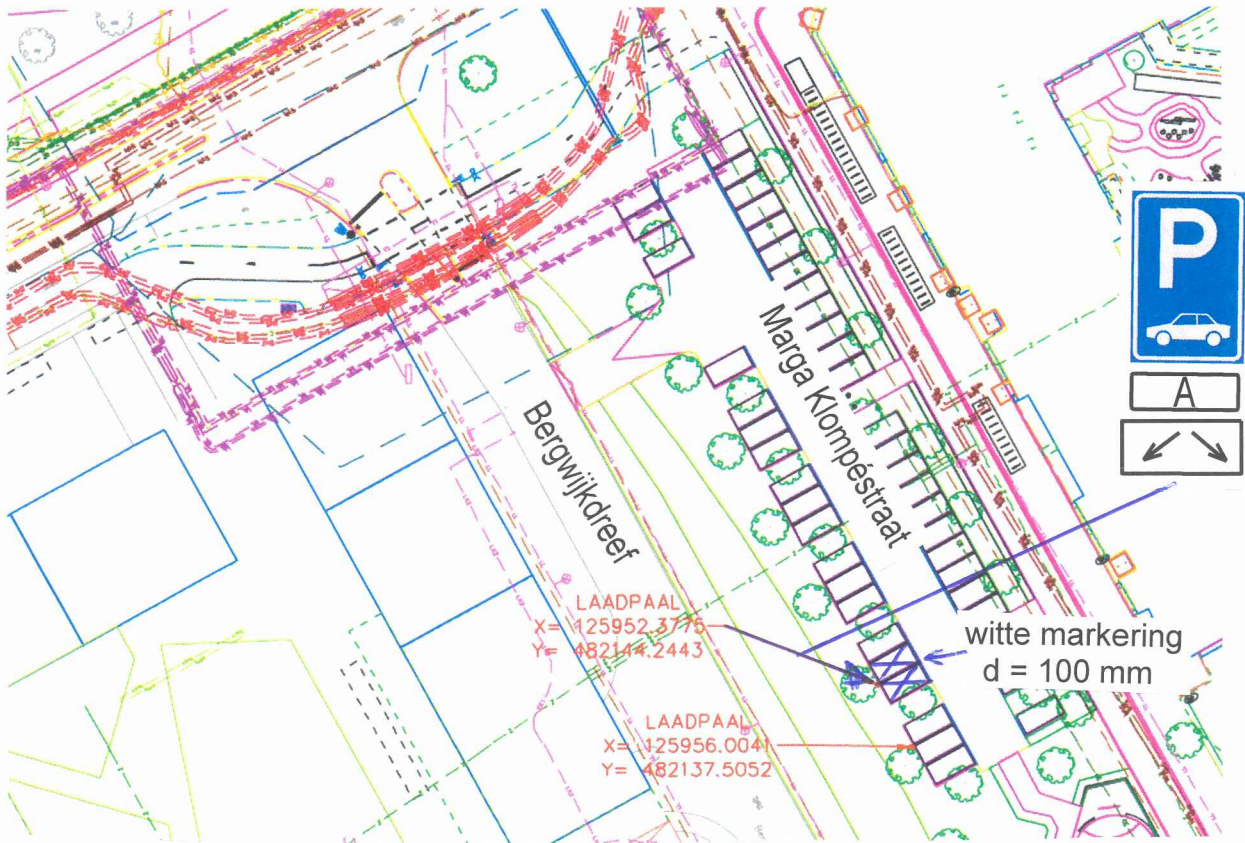 P
A
Marga Klompéstraat
Bergwijkdreef
LAADPAAL
X= 125952.3775
Y= 482144.2443
witte markering
d = 100 mm
LAADPAAL
X= 125956.0041
Y= 482137.5052